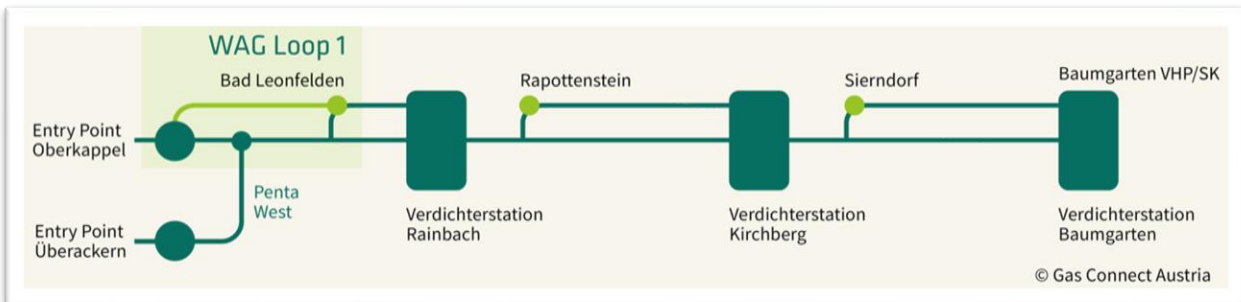 WAG Loop 1
Bad Leonfelden
Rapottenstein
Sierndorf
Baumgarten VHP/SK
Entry Point
Oberkappel
Penta
West
Entry Point
Überackern
Verdichterstation
Rainbach
Verdichterstation
Kirchberg
Verdichterstation
Baumgarten
© Gas Connect Austria